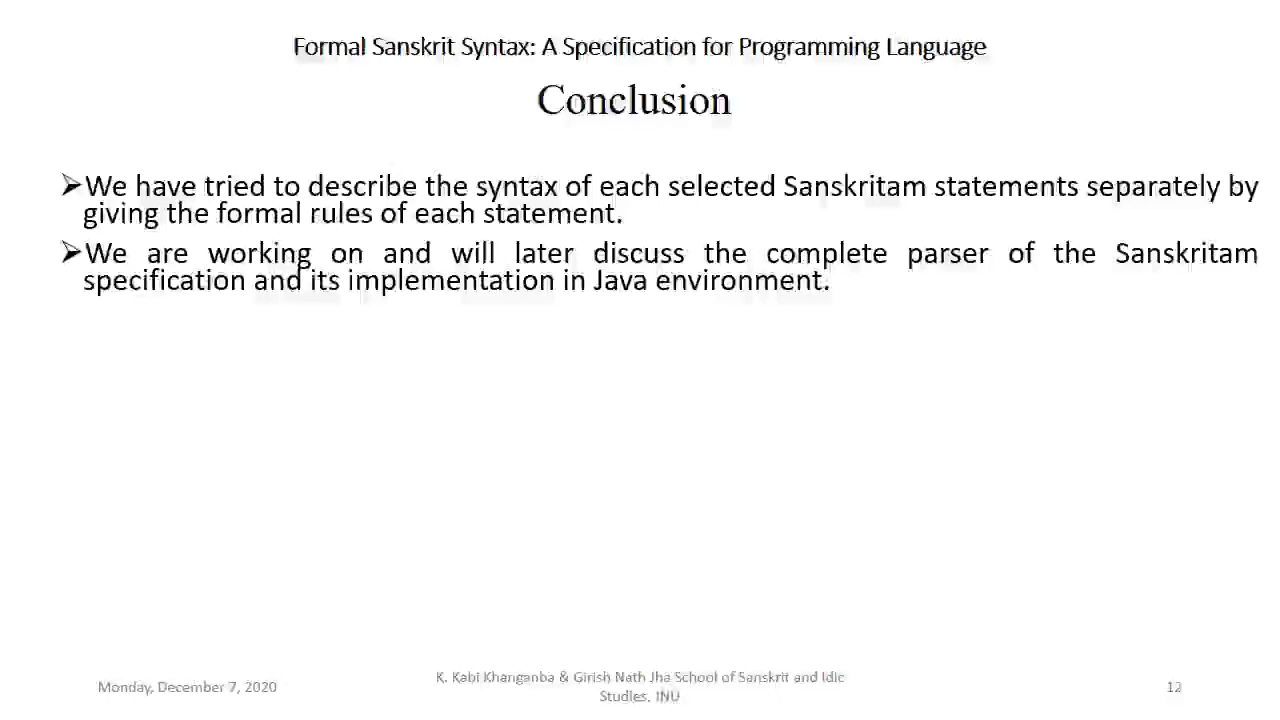 Formal Sanskrit Syntax: A Specification for Programming Language
Conclusion
➢We have tried to describe the syntax of each selected Sanskritam statements separately by
giving the formal rules of each statement.
➢We are working on and will later discuss the complete parser of the Sanskritam
specification and its implementation in Java environment.
Monday, December 7, 2020
K. Kabi Khanganba & Girish Nath Jha School of Sanskrit and Idic
Studies, JNU
12